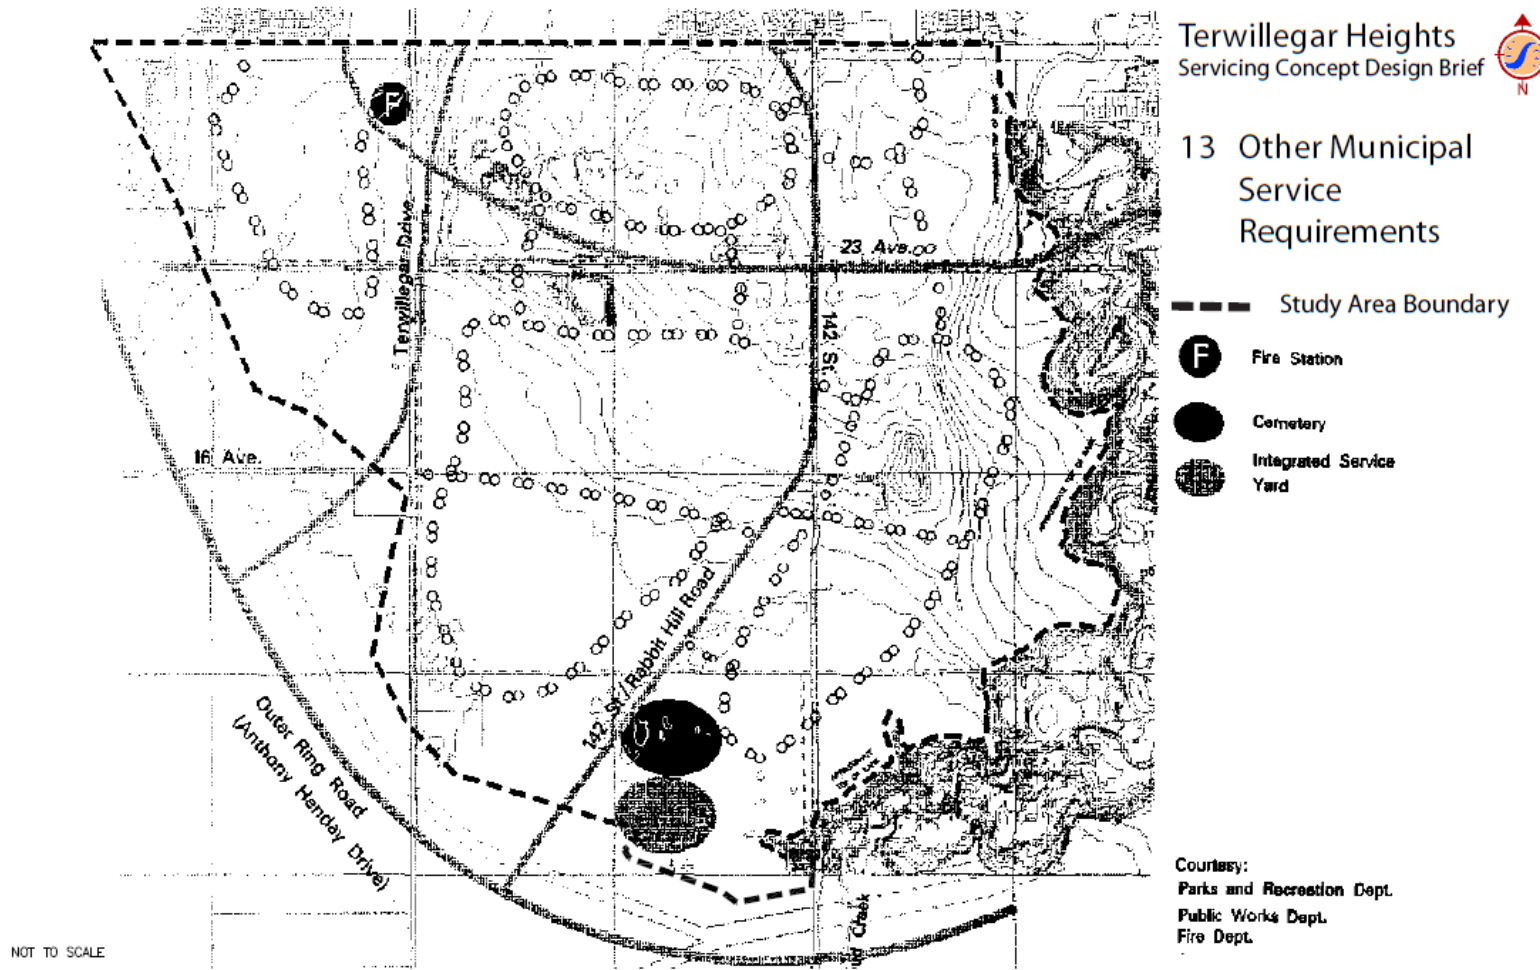 Terwillegar Heights
Servicing Concept Design Brief
N
13 Other Municipal
Service
Requirements
Study Area Boundary
F
Fire Station
Cemetery
Integrated Service
Yard
F
Terwillegar Drive
23 Ave.
142 St.
16 Ave.
142 St./Rabbit Hill Road
Outer Ring Road
(Anthony Henday Drive)
Creek
Courtesy:
Parks and Recreation Dept.
Public Works Dept.
Fire Dept.
NOT TO SCALE